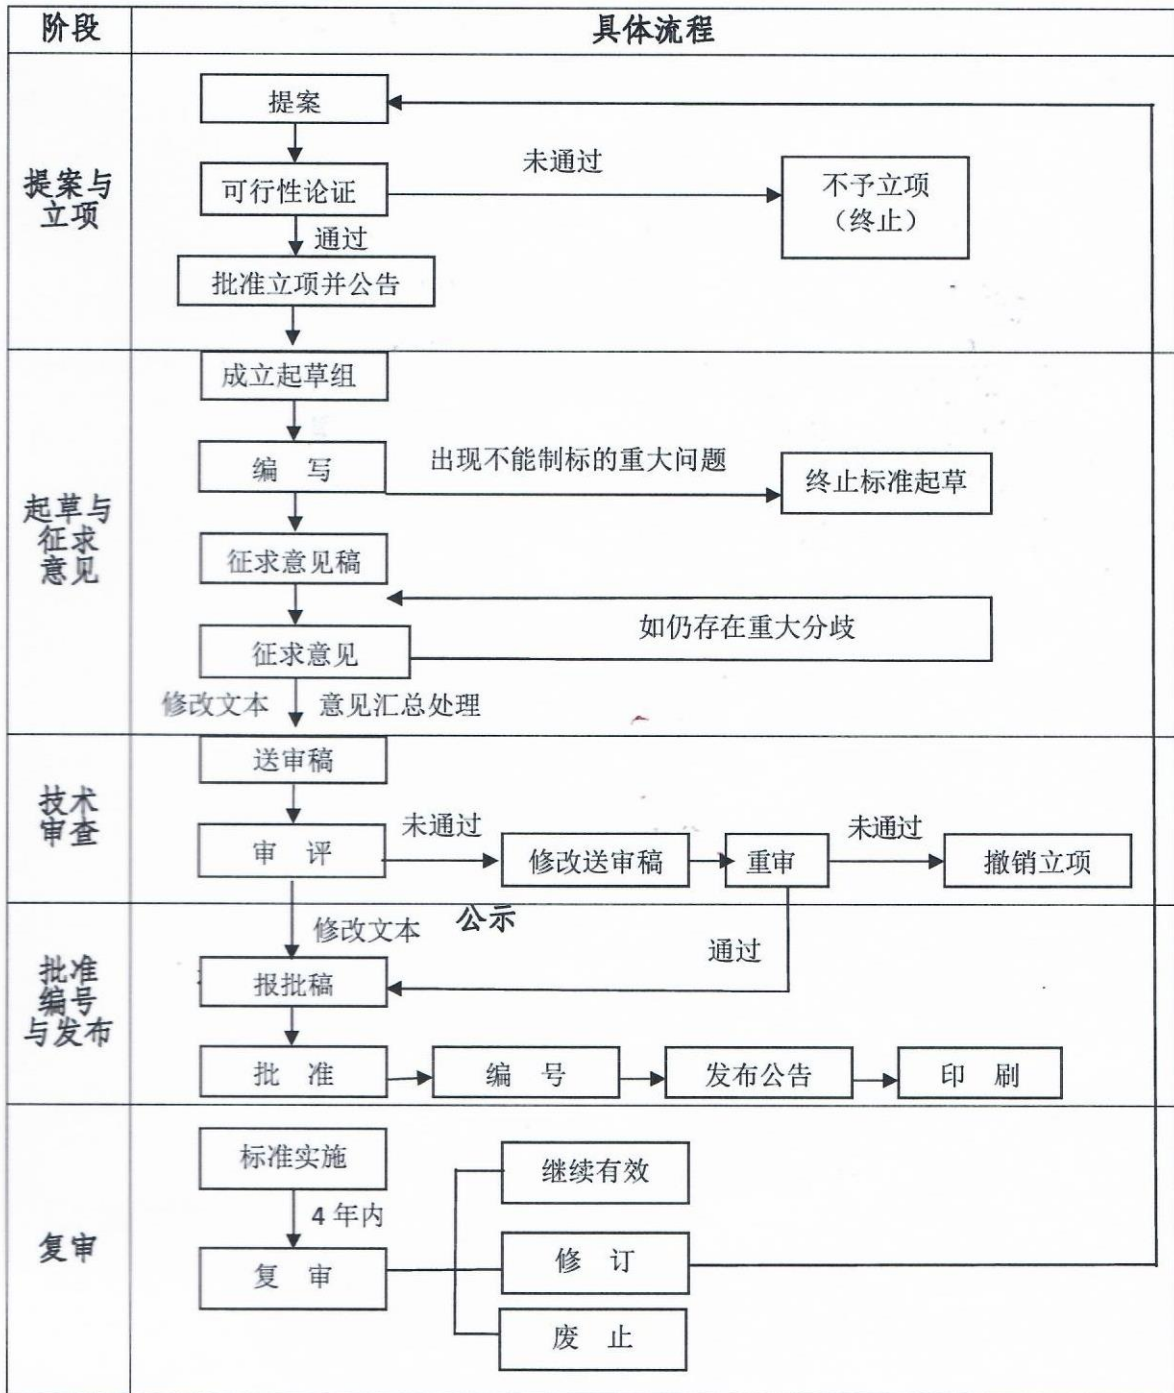 阶段
具体流程
提案与
立项
提案
可行性论证
未通过
不予立项
（终止）
通过
批准立项并公告
起草与
征求
意见
成立起草组
编 写
出现不能制标的重大问题
终止标准起草
征求意见稿
如仍存在重大分歧
征求意见
修改文本
意见汇总处理
技术
审查
送审稿
审 评
未通过
修改送审稿
重审
未通过
撤销立项
批准
编号
与发布
修改文本
公示
通过
报批稿
批 准
编 号
发布公告
印 刷
复审
标准实施
4 年内
复 审
继续有效
修 订
废 止